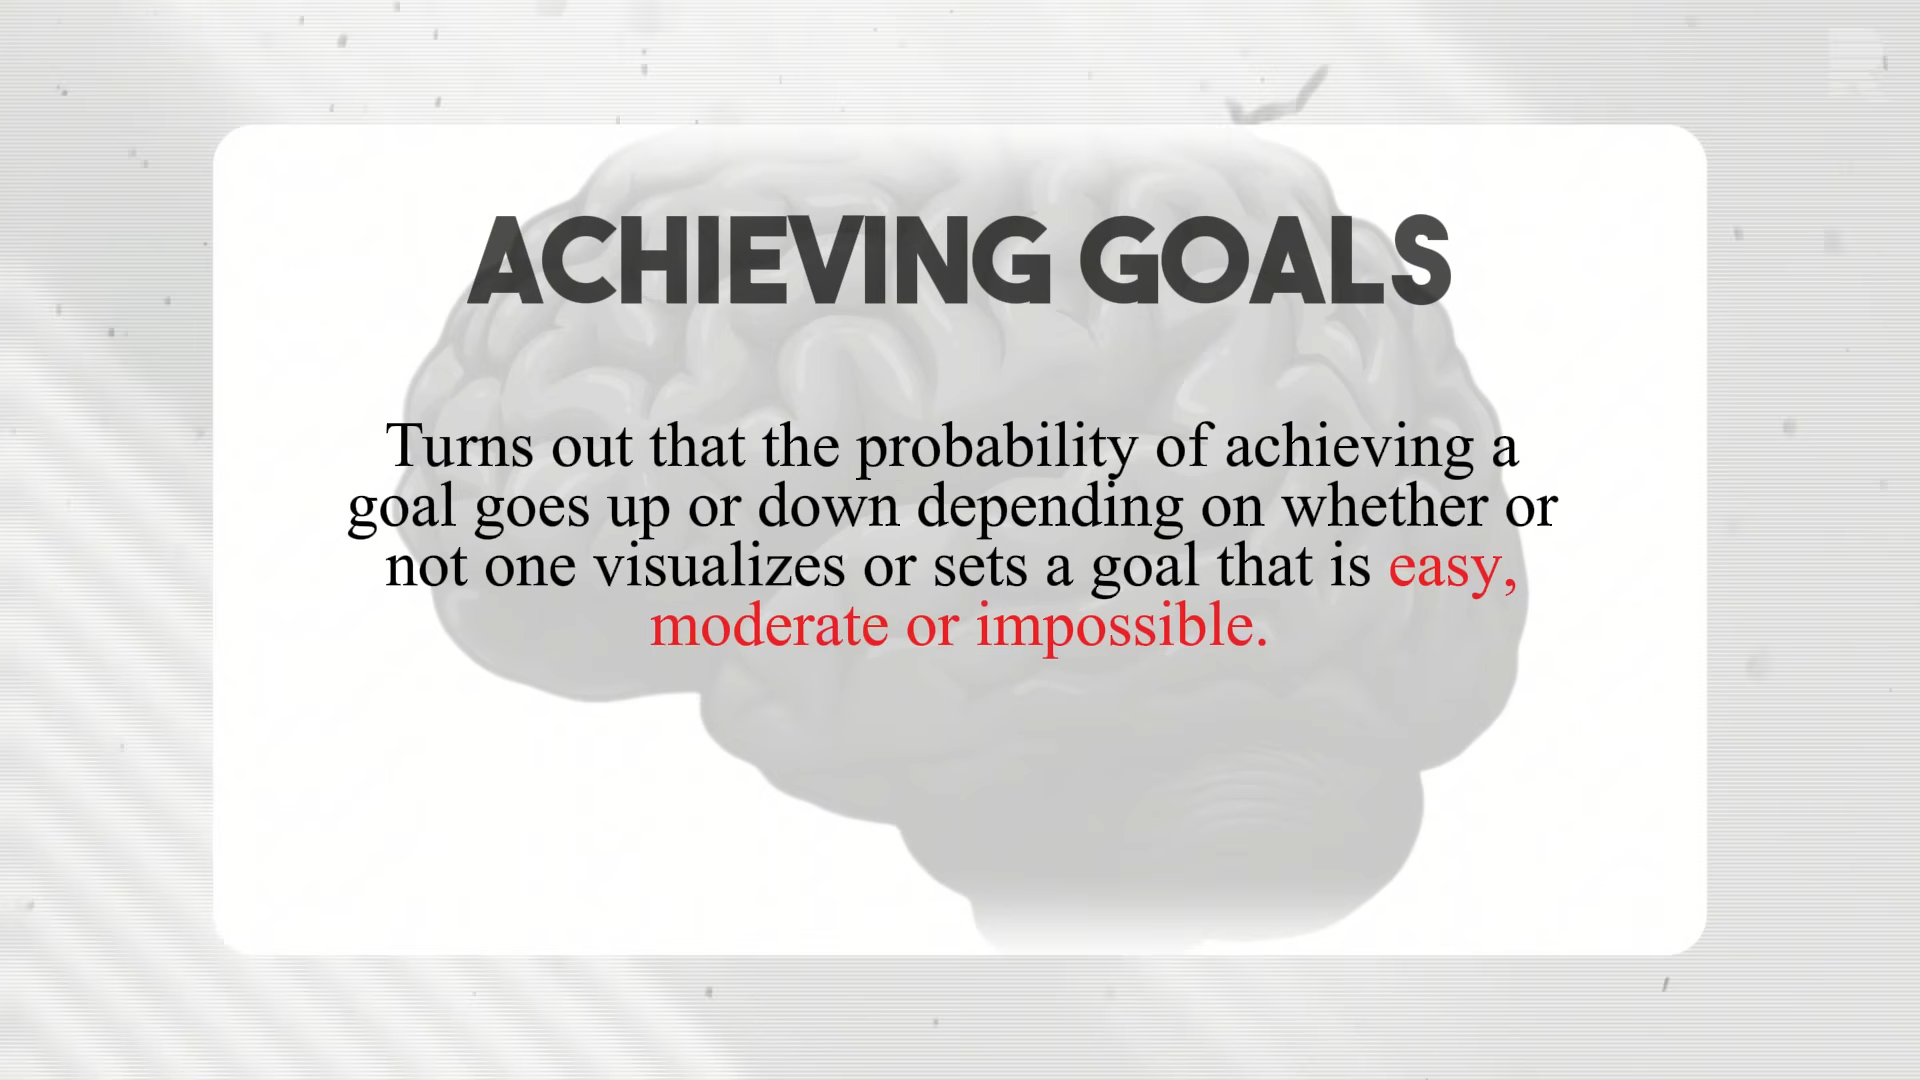 ACHIEVING GOALS
Turns out that the probability of achieving a
goal goes up or down depending on whether or
not one visualizes or sets a goal that is easy,
moderate or impossible.